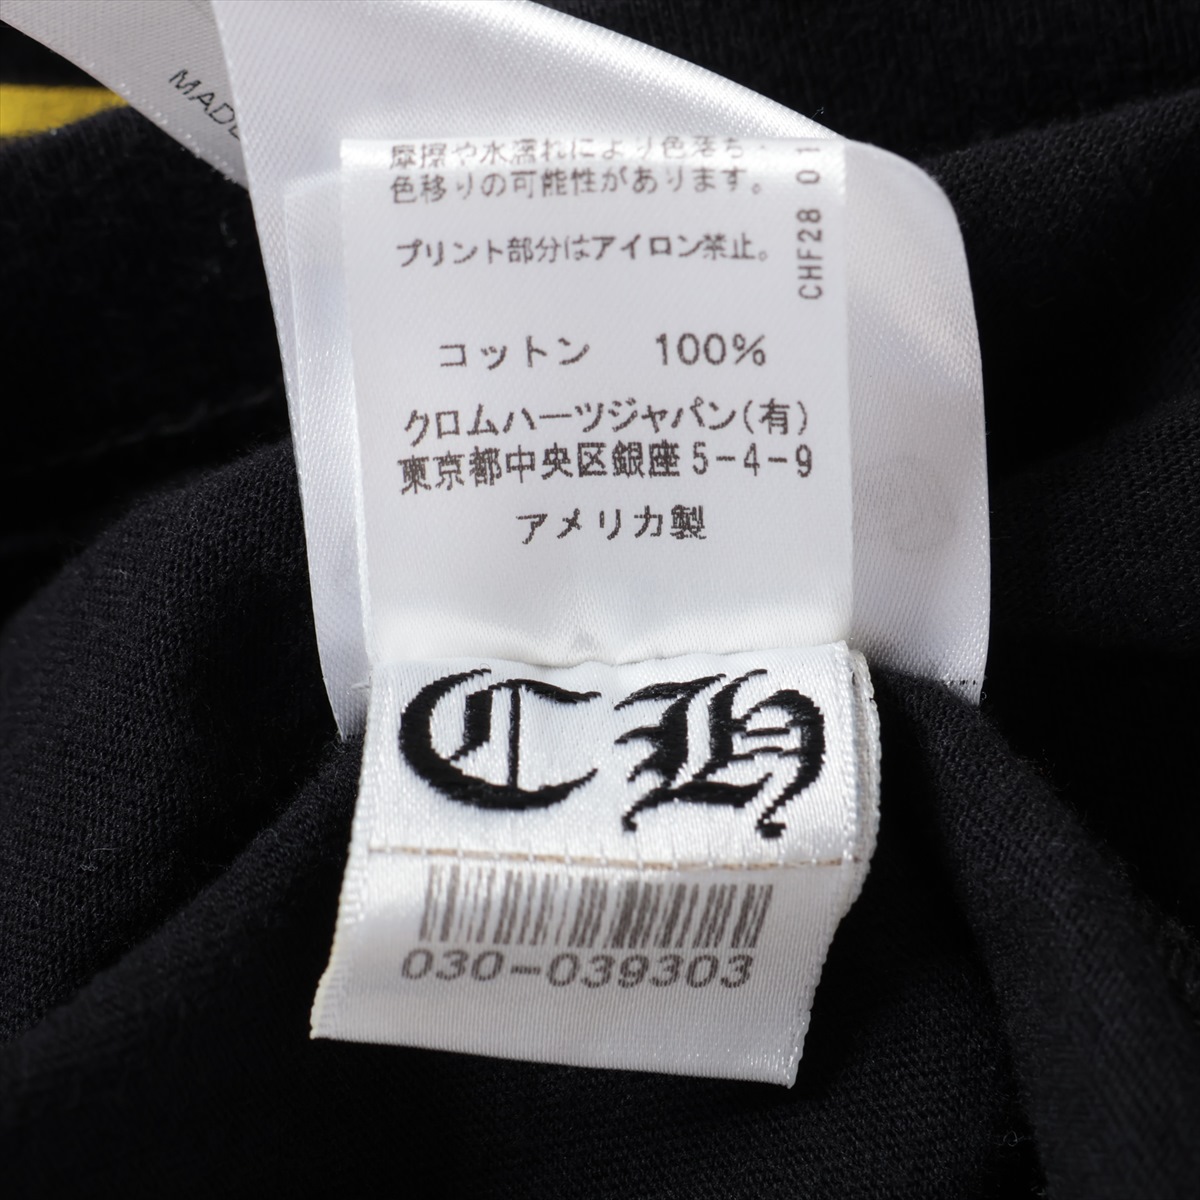 MADE
摩擦や水濡れにより色落ち・
色移りの可能性があります。
プリント部分はアイロン禁止。
CHF28 01
コットン 100%
クロムハーツジャパン(有)
東京都中央区銀座5-4-9
アメリカ製
CH
030-039303